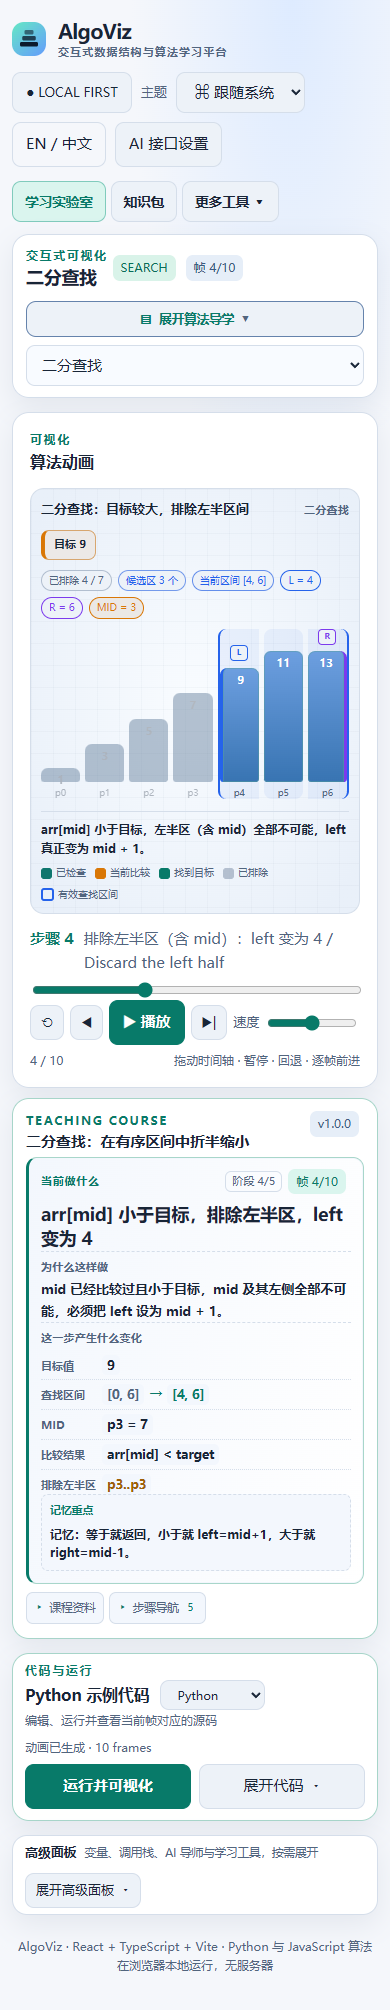 AlgoViz
交互式数据结构与算法学习平台
● LOCAL FIRST 主题 ⌘ 跟随系统
EN / 中文 AI 接口设置
学习实验室 知识包 更多工具 ▼
交互式可视化
二分查找 SEARCH 帧 4/10
▤ 展开算法导学 ▼
二分查找
可视化
算法动画
二分查找：目标较大，排除左半区间 二分查找
目标 9
已排除 4 / 7 候选区 3 个 当前区间 [4, 6] L = 4
R = 6 MID = 3
L R
9 11 13
1 3 5 7
p0 p1 p2 p3 p4 p5 p6
arr[mid] 小于目标，左半区（含 mid）全部不可能，left
真正变为 mid + 1。
已检查 当前比较 找到目标 已排除
有效查找区间
步骤 4 排除左半区（含 mid）：left 变为 4 /
Discard the left half
⟲ ◀ ▶ 播放 ▶| 速度
4 / 10 拖动时间轴 · 暂停 · 回退 · 逐帧前进
TEACHING COURSE
二分查找：在有序区间中折半缩小 v1.0.0
当前做什么 阶段 4/5 帧 4/10
arr[mid] 小于目标，排除左半区，left
变为 4
为什么这样做
mid 已经比较过且小于目标，mid 及其左侧全部不可
能，必须把 left 设为 mid + 1。
这一步产生什么变化
目标值 9
查找区间 [0, 6] → [4, 6]
MID p3 = 7
比较结果 arr[mid] < target
排除左半区 p3..p3
记忆重点
记忆：等于就返回，小于就 left=mid+1，大于就
right=mid-1。
‣ 课程资料 ‣ 步骤导航 5
代码与运行
Python 示例代码 Python
编辑、运行并查看当前帧对应的源码
动画已生成 · 10 frames
运行并可视化 展开代码
高级面板 变量、调用栈、AI 导师与学习工具，按需展开
展开高级面板
AlgoViz · React + TypeScript + Vite · Python 与 JavaScript 算法
在浏览器本地运行，无服务器